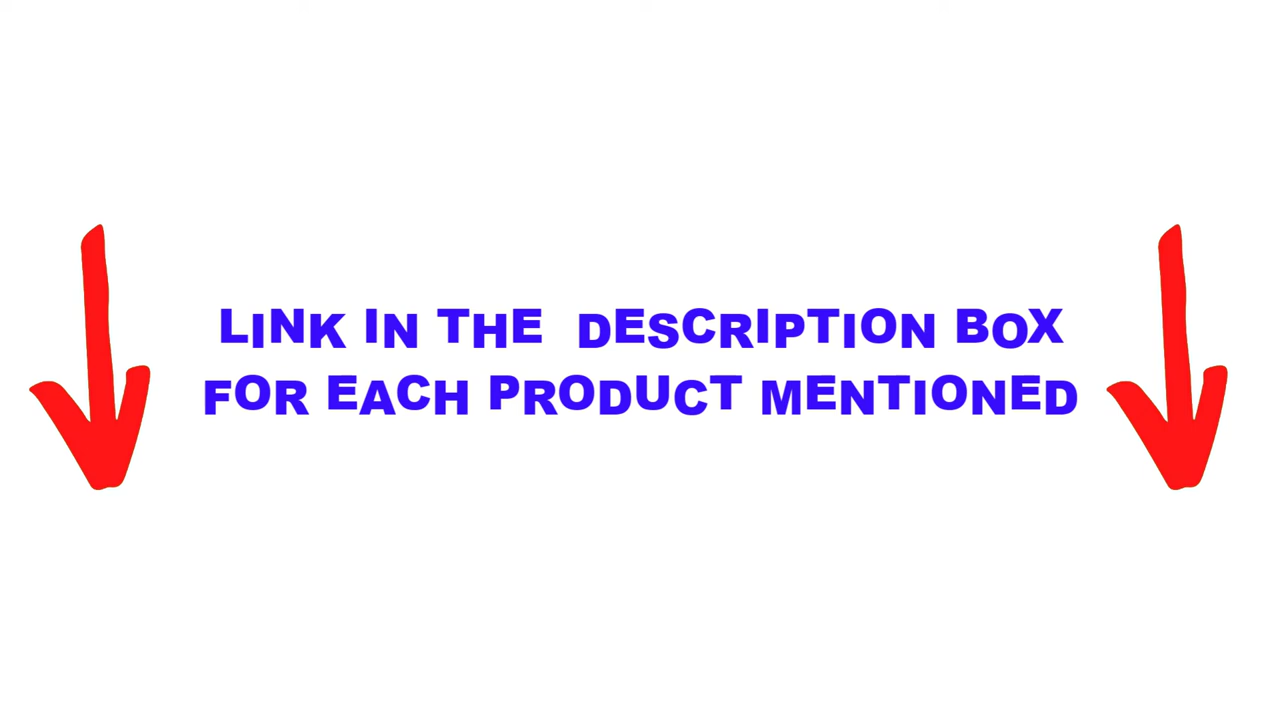 LINK IN THE DESCRIPTION BOX
FOR EACH PRODUCT MENTIONED